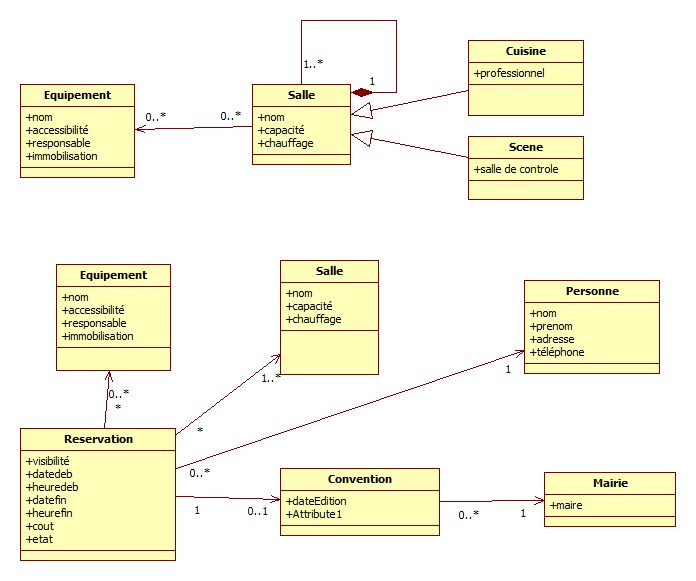 Cuisine
+professionnel
1..*
1
Equipement
+nom
+accessibilité
+responsable
+immobilisation
0..*
0..*
Salle
+nom
+capacité
+chauffage
Scene
+salle de controle
Equipement
+nom
+accessibilité
+responsable
+immobilisation
Salle
+nom
+capacité
+chauffage
Personne
+nom
+prenom
+adresse
+téléphone
0..*
*
1..*
1
*
0..*
Reservation
+visibilité
+datedeb
+heuredeb
+datefin
+heurefin
+cout
+etat
1
0..1
Convention
+dateEdition
+Attribute1
0..*
1
Mairie
+maire